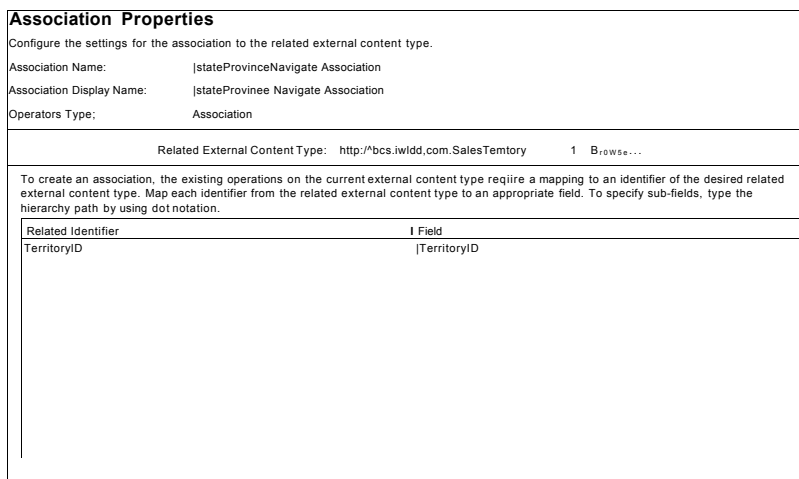 Association Properties
Configure the settings for the association to the related external content type.
Association Name: |stateProvinceNavigate Association
Association Display Name: |stateProvinee Navigate Association
Operators Type; Association
Related External Content Type: http:/^bcs.iwldd,com.SalesTemtory 1 Br0W5e...
To create an association, the existing operations on the current external content type reqiire a mapping to an identifier of the desired related
external content type. Map each identifier from the related external content type to an appropriate field. To specify sub-fields, type the
hierarchy path by using dot notation.
Related Identifier I Field
TerritoryID |TerritoryID